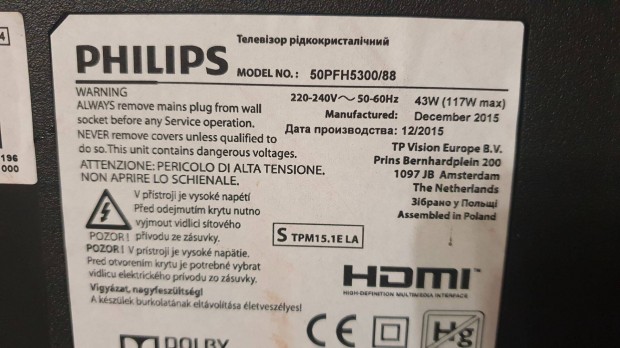 4
196
000
Телевізор рідкокристалічний
PHILIPS
MODEL NO.: 50PFH5300/88
WARNING
ALWAYS remove mains plug from wall
socket before any Service operation.
NEVER remove covers unless qualified to
do so. This unit contains dangerous voltages.
ATTENZIONE: PERICOLO DI ALTA TENSIONE.
NON APRIRE LO SCHIENALE.
220-240V~50-60Hz 43W (117W max)
Manufactured: December 2015
Дата производства: 12/2015
TP Vision Europe B.V.
Prins Bernhardplein 200
1097 JB Amsterdam
The Netherlands
Зібрано у Польщі
Assembled in Poland
V přístroji je vysoké napětí
Před odejmutím krytu nutno
vyjmout vidlici síťového
POZOR! přívodu ze zásuvky.
POZOR! V prístroji je vysoké napätie.
Pred otvorením krytu je potrebné vybrat
vidlicu elektrického prívodu zo zásuvky.
Vigyázat, nagyfeszültség!
A készülek burkolatának eltávolítása életveszélyes!
S TPM15.1E LA
HDMI™
HIGH-DEFINITION MULTIMEDIA INTERFACE
DOLBY
CE
Hg